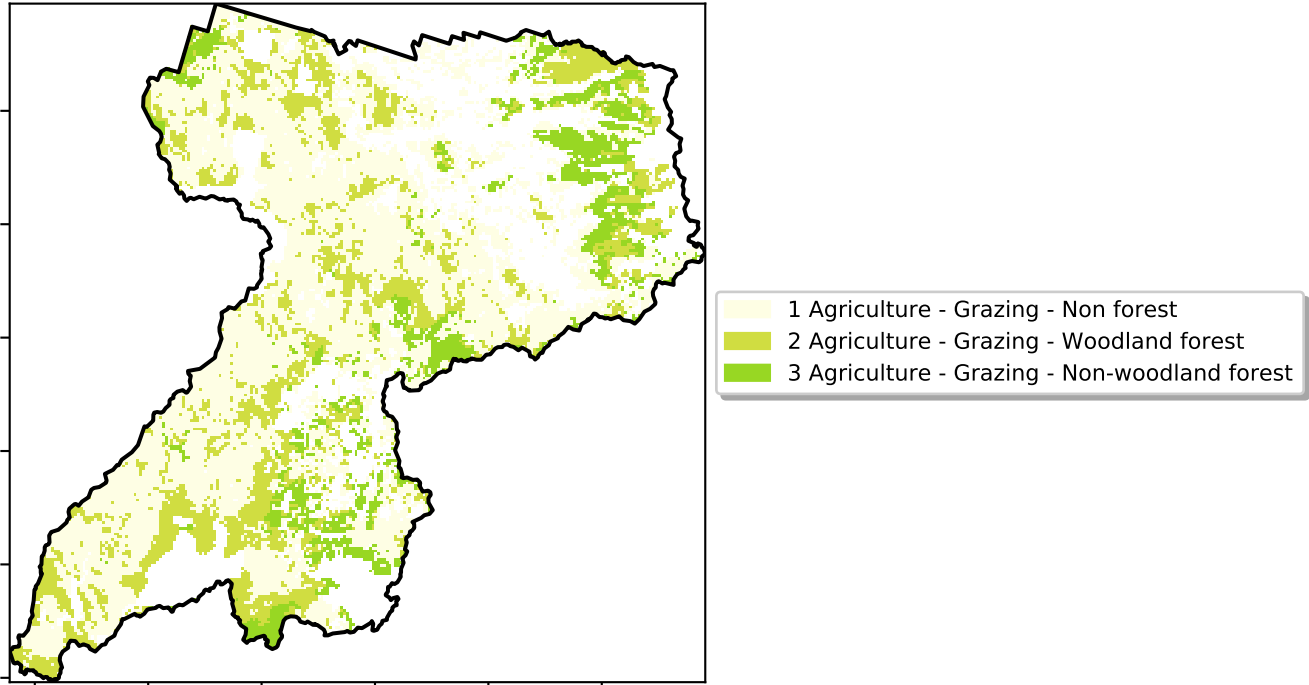 1 Agriculture - Grazing - Non forest
2 Agriculture - Grazing - Woodland forest
3 Agriculture - Grazing - Non-woodland forest